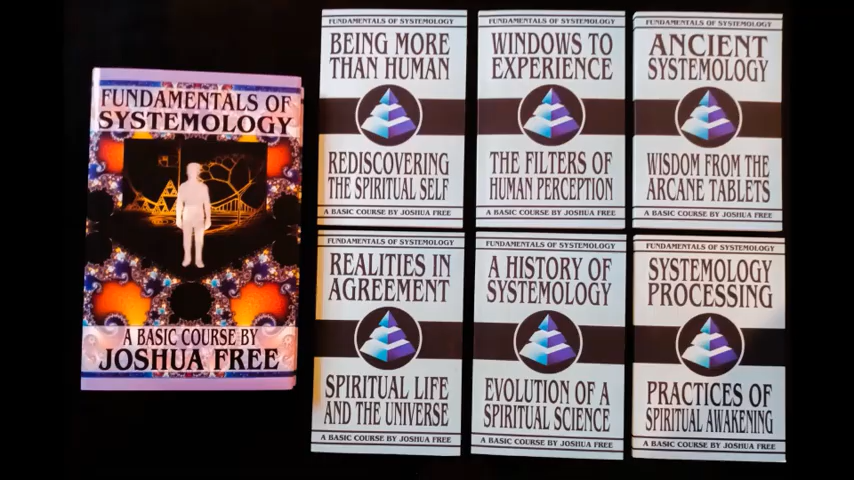 FUNDAMENTALS OF
SYSTEMOLOGY
A BASIC COURSE BY
JOSHUA FREE
FUNDAMENTALS OF SYSTEMOLOGY
BEING MORE
THAN HUMAN
REDISCOVERING
THE SPIRITUAL SELF
A BASIC COURSE BY JOSHUA FREE
FUNDAMENTALS OF SYSTEMOLOGY
WINDOWS TO
EXPERIENCE
THE FILTERS OF
HUMAN PERCEPTION
A BASIC COURSE BY JOSHUA FREE
FUNDAMENTALS OF SYSTEMOLOGY
ANCIENT
SYSTEMOLOGY
WISDOM FROM THE
ARCANE TABLETS
A BASIC COURSE BY JOSHUA FREE
FUNDAMENTALS OF SYSTEMOLOGY
REALITIES IN
AGREEMENT
SPIRITUAL LIFE
AND THE UNIVERSE
A BASIC COURSE BY JOSHUA FREE
FUNDAMENTALS OF SYSTEMOLOGY
A HISTORY OF
SYSTEMOLOGY
EVOLUTION OF A
SPIRITUAL SCIENCE
A BASIC COURSE BY JOSHUA FREE
FUNDAMENTALS OF SYSTEMOLOGY
SYSTEMOLOGY
PROCESSING
PRACTICES OF
SPIRITUAL AWAKENING
A BASIC COURSE BY JOSHUA FREE